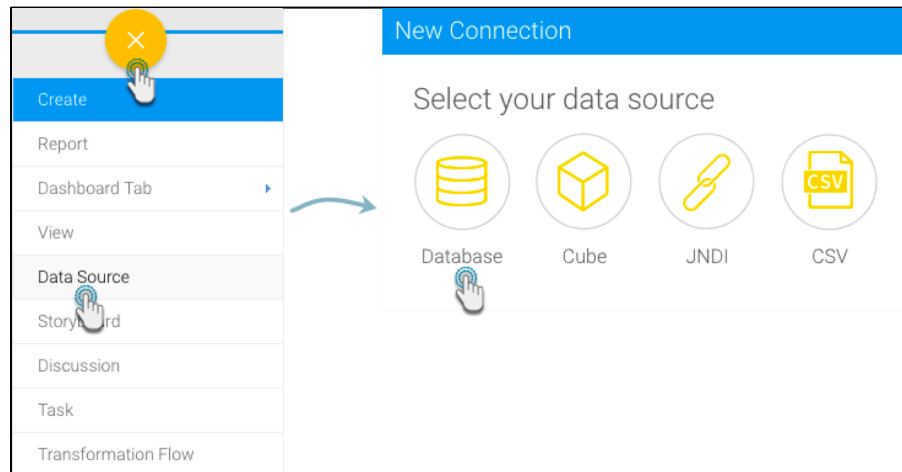 Create
Report
Dashboard Tab
View
Data Source
Storyboard
Discussion
Task
Transformation Flow
New Connection
Select your data source
CSV
Database
Cube
JNDI
CSV